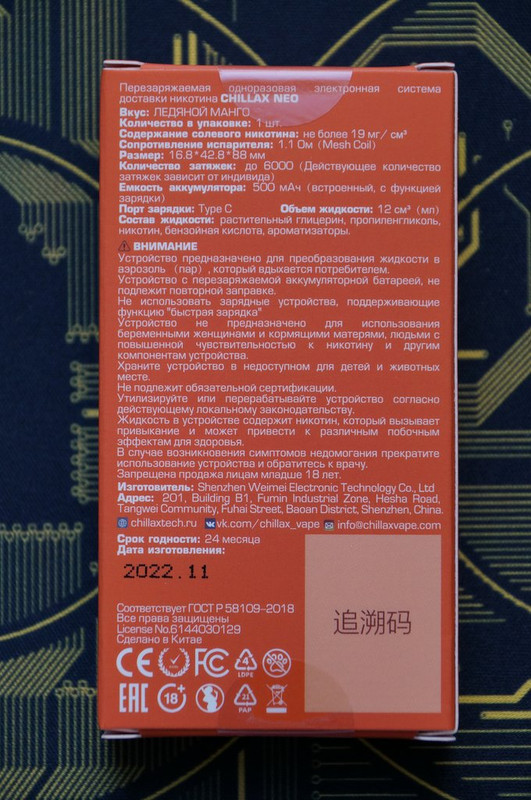 Перезаряжаемая одноразовая электронная система
доставки никотина CHILLAX NEO
Вкус: ЛЕДЯНОЙ МАНГО
Количество в упаковке: 1 шт.
Содержание солевого никотина: не более 19 мг/ см³
Сопротивление испарителя: 1.1 Ом (Mesh Coil)
Размер: 16.8*42.8*88 мм
Количество затяжек: до 6000 (Действующее количество
затяжек зависит от индивида)
Емкость аккумулятора: 500 мАч (встроенный, с функцией
зарядки)
Порт зарядки: Type C Объем жидкости: 12 см³ (мл)
Состав жидкости: растительный глицерин, пропиленгликоль,
никотин, бензойная кислота, ароматизаторы.
ВНИМАНИЕ
Устройство предназначено для преобразования жидкости в
аэрозоль (пар), который вдыхается потребителем.
Устройство с перезаряжаемой аккумуляторной батареей, не
подлежит повторной заправке.
Не использовать зарядные устройства, поддерживающие
функцию "быстрая зарядка"
Устройство не предназначено для использования
беременными женщинами и кормящими матерями, людьми с
повышенной чувствительностью к никотину и другим
компонентам устройства.
Храните устройство в недоступном для детей и животных
месте.
Не подлежит обязательной сертификации.
Утилизируйте или перерабатывайте устройство согласно
действующему локальному законодательству.
Жидкость в устройстве содержит никотин, который вызывает
привыкание и может привести к различным побочным
эффектам для здоровья.
В случае возникновения симптомов недомогания прекратите
использование устройства и обратитесь к врачу.
Запрещена продажа лицам младше 18 лет.
Изготовитель: Shenzhen Weimei Electronic Technology Co., Ltd
Адрес: 201, Building B1, Fumin Industrial Zone, Hesha Road,
Tangwei Community, Fuhai Street, Baoan District, Shenzhen, China.
chillaxtech.ru vk.com/chillax_vape info@chillaxvape.com
Срок годности: 24 месяца
Дата изготовления:
2022.11
追溯码
Соответствует ГОСТ Р 58109-2018
Все права защищены
License No.6144030129
Сделано в Китае
CE FC 4 LDPE
EAC 18+ 21 PAP